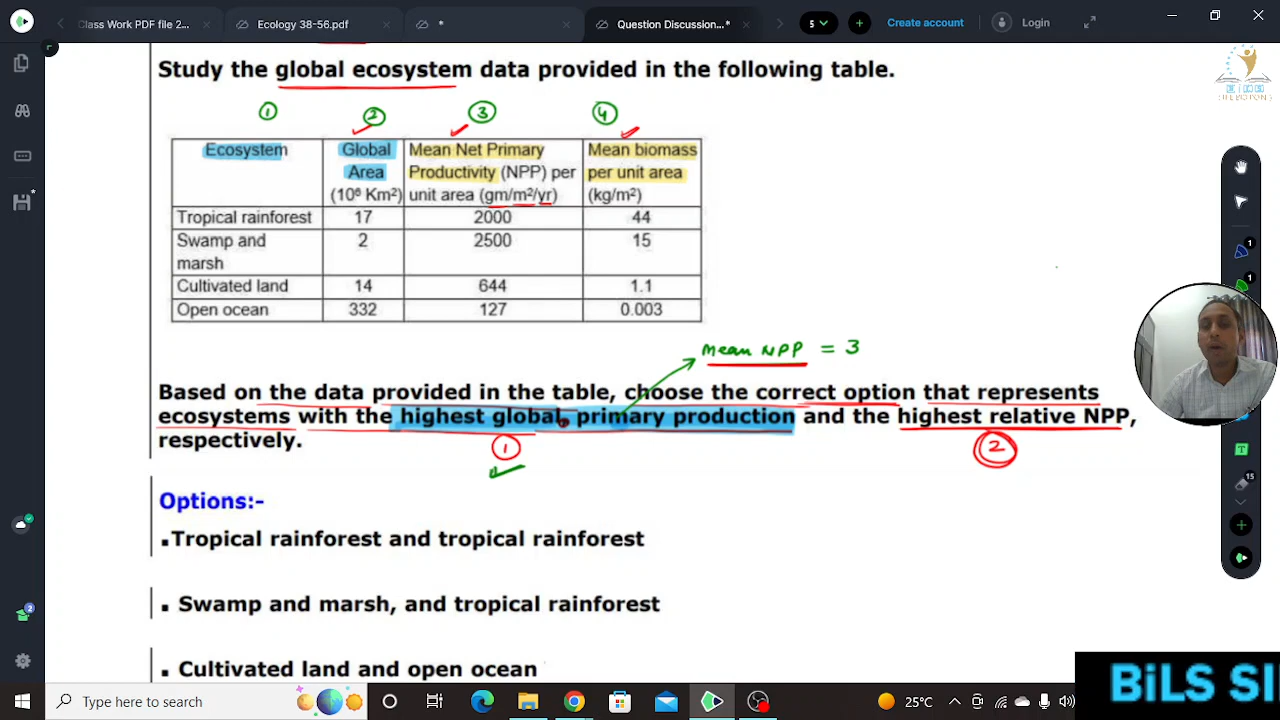 Class Work PDF file 2...
Ecology 38-56.pdf
*
Question Discussion...*
5
Create account
Login
Study the global ecosystem data provided in the following table.
1 2 3 4
Ecosystem Global Area (10⁶ Km²) Mean Net Primary Productivity (NPP) per unit area (gm/m²/yr) Mean biomass per unit area (kg/m²)
Tropical rainforest 17 2000 44
Swamp and marsh 2 2500 15
Cultivated land 14 644 1.1
Open ocean 332 127 0.003
Mean NPP = 3
Based on the data provided in the table, choose the correct option that represents
ecosystems with the highest global primary production and the highest relative NPP,
respectively.
1 2
Options:-
▪Tropical rainforest and tropical rainforest
▪ Swamp and marsh, and tropical rainforest
▪ Cultivated land and open ocean
BiLS SI
Type here to search
25°C
1
1
T
15
2